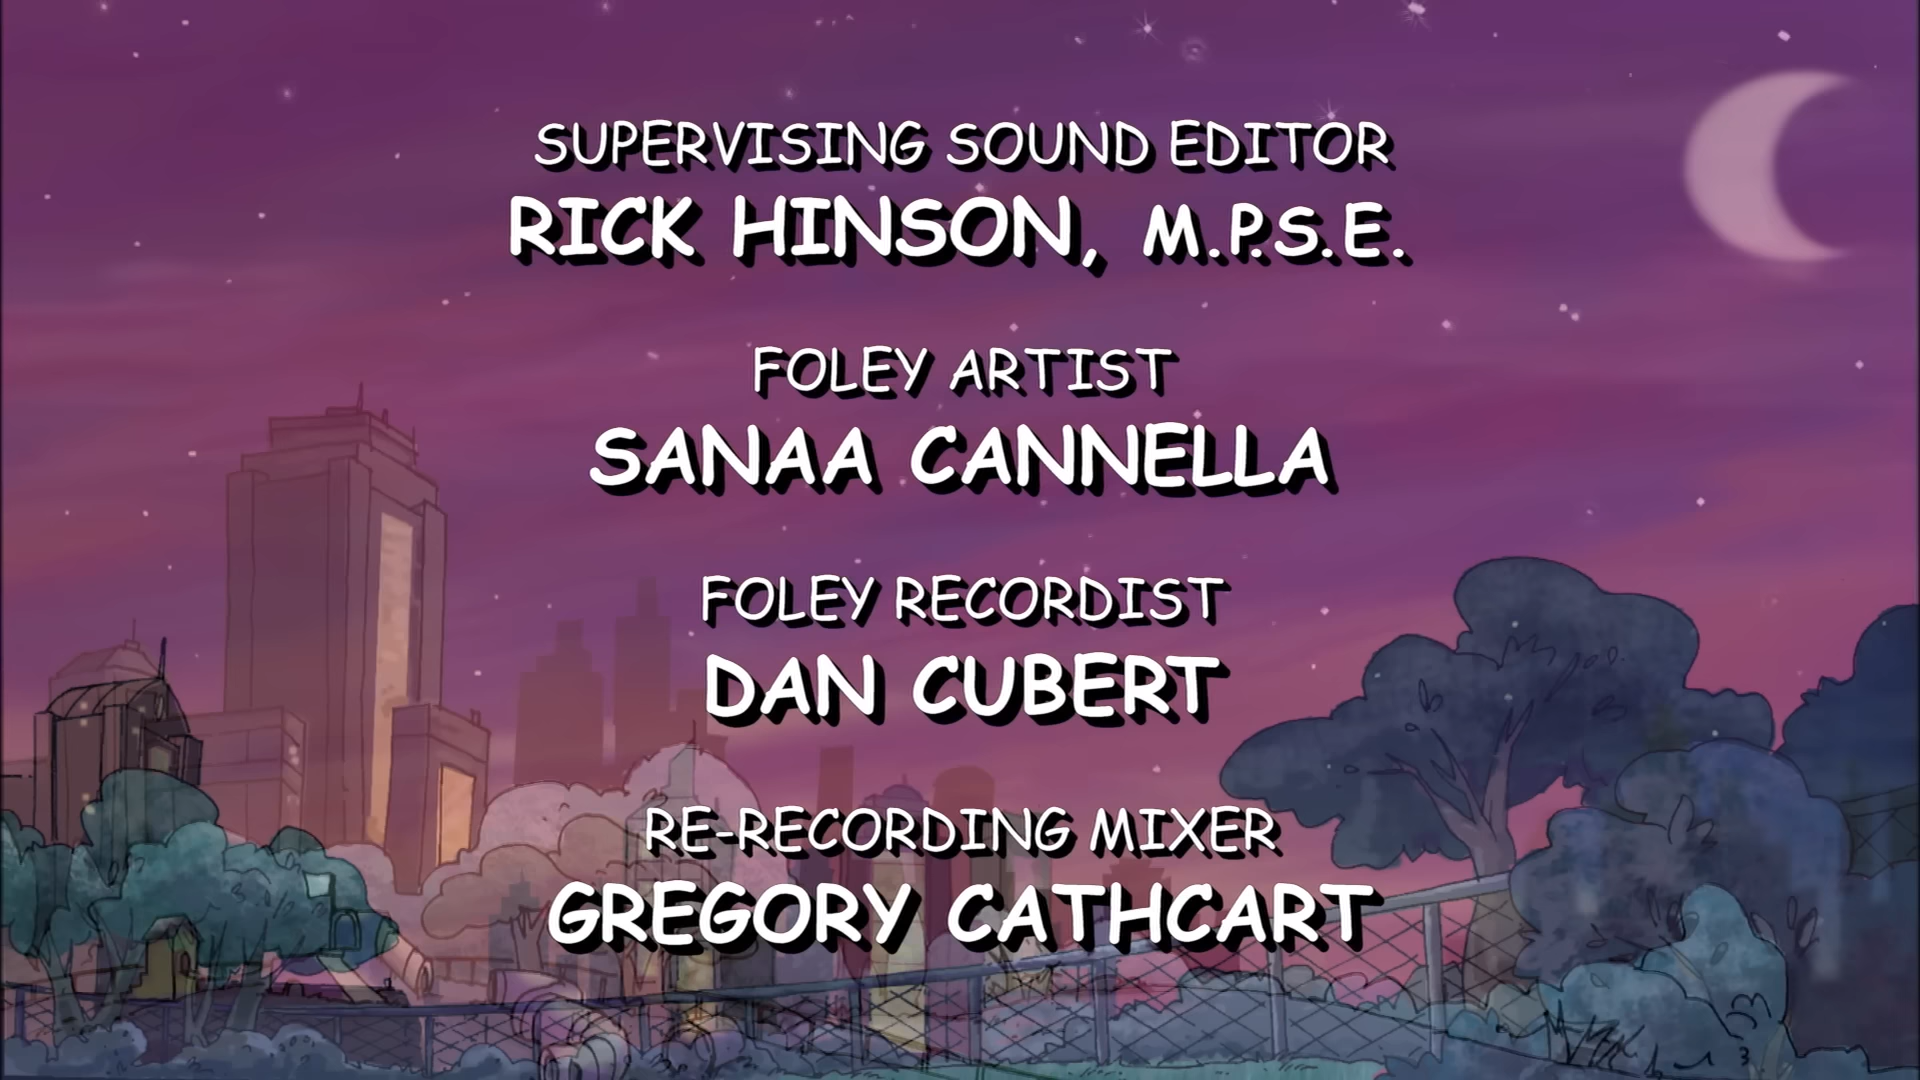 SUPERVISING SOUND EDITOR
RICK HINSON, M.P.S.E.
FOLEY ARTIST
SANAA CANNELLA
FOLEY RECORDIST
DAN CUBERT
RE-RECORDING MIXER
GREGORY CATHCART